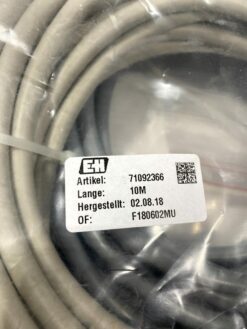 E+H
Artikel: 71092366
Lange: 10M
Hergestellt: 02.08.18
OF: F180602MU